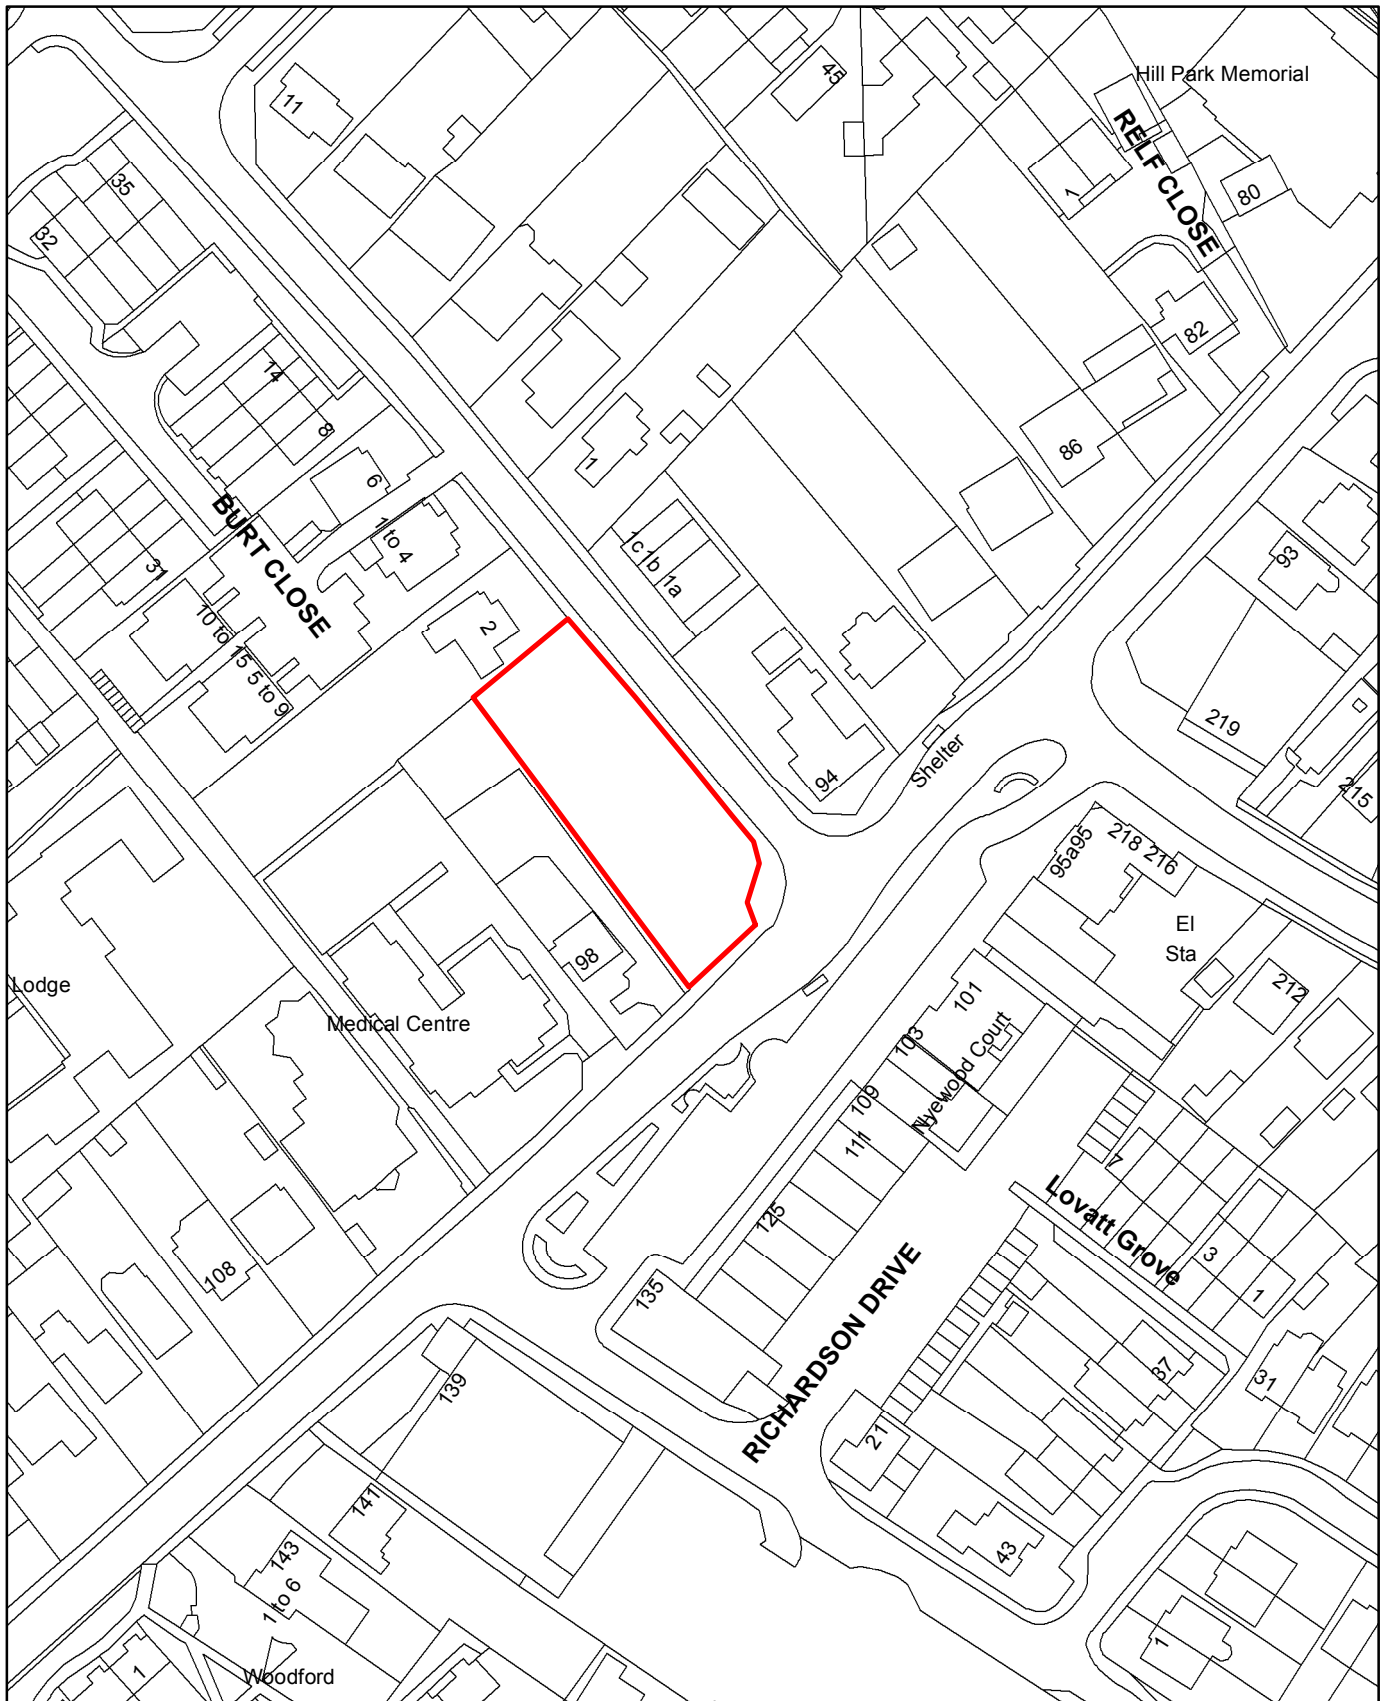 Hill Park Memorial
45
11
RELF CLOSE
35
1
80
32
82
14
8
86
1
6
1 to 4
BURT CLOSE
1c
1b
1a
93
31
10 to 15
5 to 9
2
219
Shelter
94
215
218
216
95a
95
El
Sta
98
212
Lodge
101
Medical Centre
103
Nyewood Court
109
111
7
Lovatt Grove
125
3
108
1
135
RICHARDSON DRIVE
37
31
139
21
141
43
143
1 to 6
1
1
Woodford